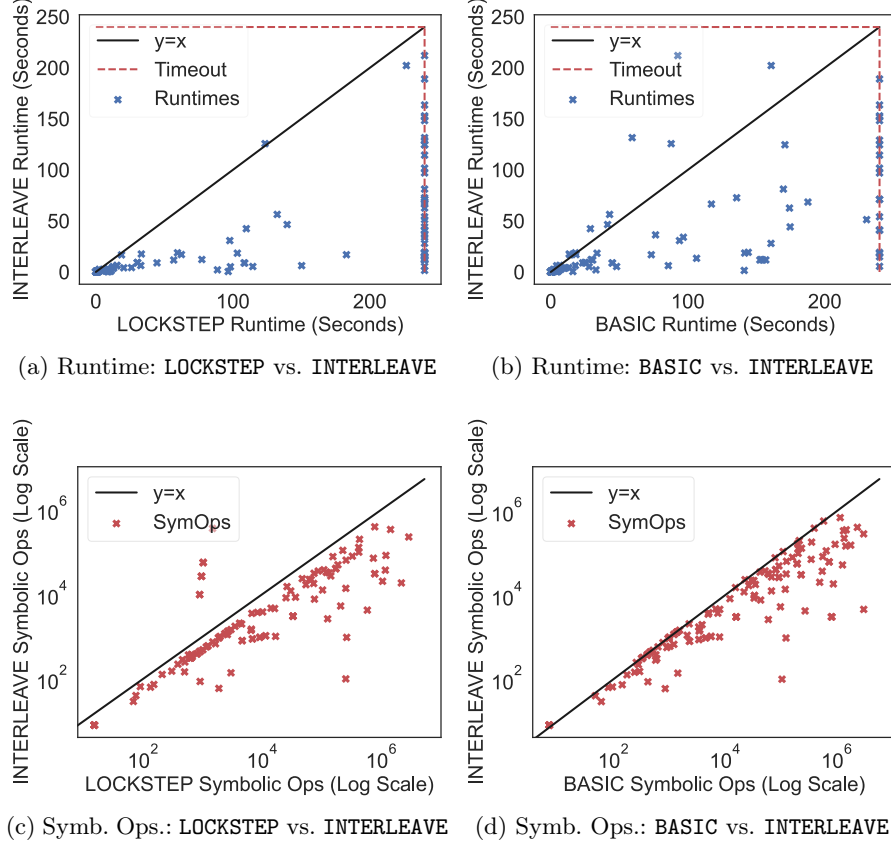 INTERLEAVE Runtime (Seconds)
250
200
150
100
50
0
y=x
Timeout
Runtimes
0
100
200
LOCKSTEP Runtime (Seconds)
(a) Runtime: LOCKSTEP vs. INTERLEAVE
INTERLEAVE Runtime (Seconds)
250
200
150
100
50
0
y=x
Timeout
Runtimes
0
100
200
BASIC Runtime (Seconds)
(b) Runtime: BASIC vs. INTERLEAVE
INTERLEAVE Symbolic Ops (Log Scale)
10^6
10^4
10^2
y=x
SymOps
10^2
10^4
10^6
LOCKSTEP Symbolic Ops (Log Scale)
(c) Symb. Ops.: LOCKSTEP vs. INTERLEAVE
INTERLEAVE Symbolic Ops (Log Scale)
10^6
10^4
10^2
y=x
SymOps
10^2
10^4
10^6
BASIC Symbolic Ops (Log Scale)
(d) Symb. Ops.: BASIC vs. INTERLEAVE